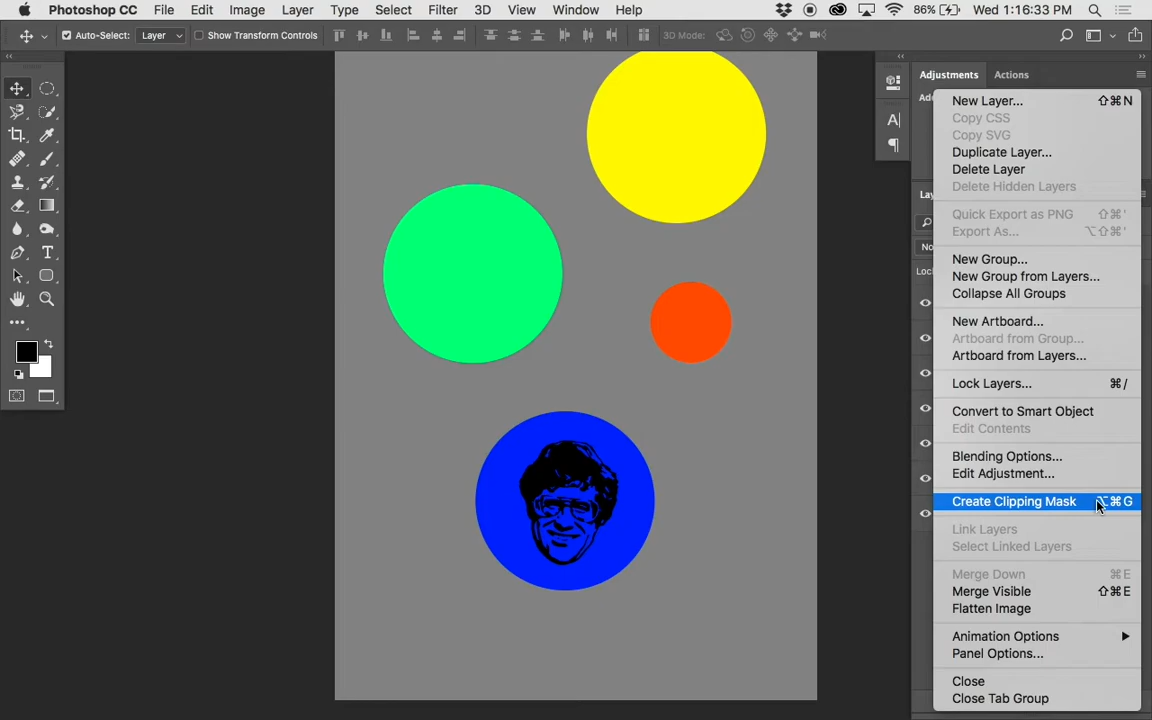 Photoshop CC File Edit Image Layer Type Select Filter 3D View Window Help 86% Wed 1:16:33 PM
Auto-Select: Layer Show Transform Controls 3D Mode:
Adjustments Actions
New Layer... ⇧⌘N
Copy CSS
Copy SVG
Duplicate Layer...
Delete Layer
Delete Hidden Layers
Quick Export as PNG ⇧⌘'
Export As... ⌥⇧⌘'
New Group...
New Group from Layers...
Collapse All Groups
New Artboard...
Artboard from Group...
Artboard from Layers...
Lock Layers... ⌘/
Convert to Smart Object
Edit Contents
Blending Options...
Edit Adjustment...
Create Clipping Mask ⌥⌘G
Link Layers
Select Linked Layers
Merge Down ⌘E
Merge Visible ⇧⌘E
Flatten Image
Animation Options
Panel Options...
Close
Close Tab Group